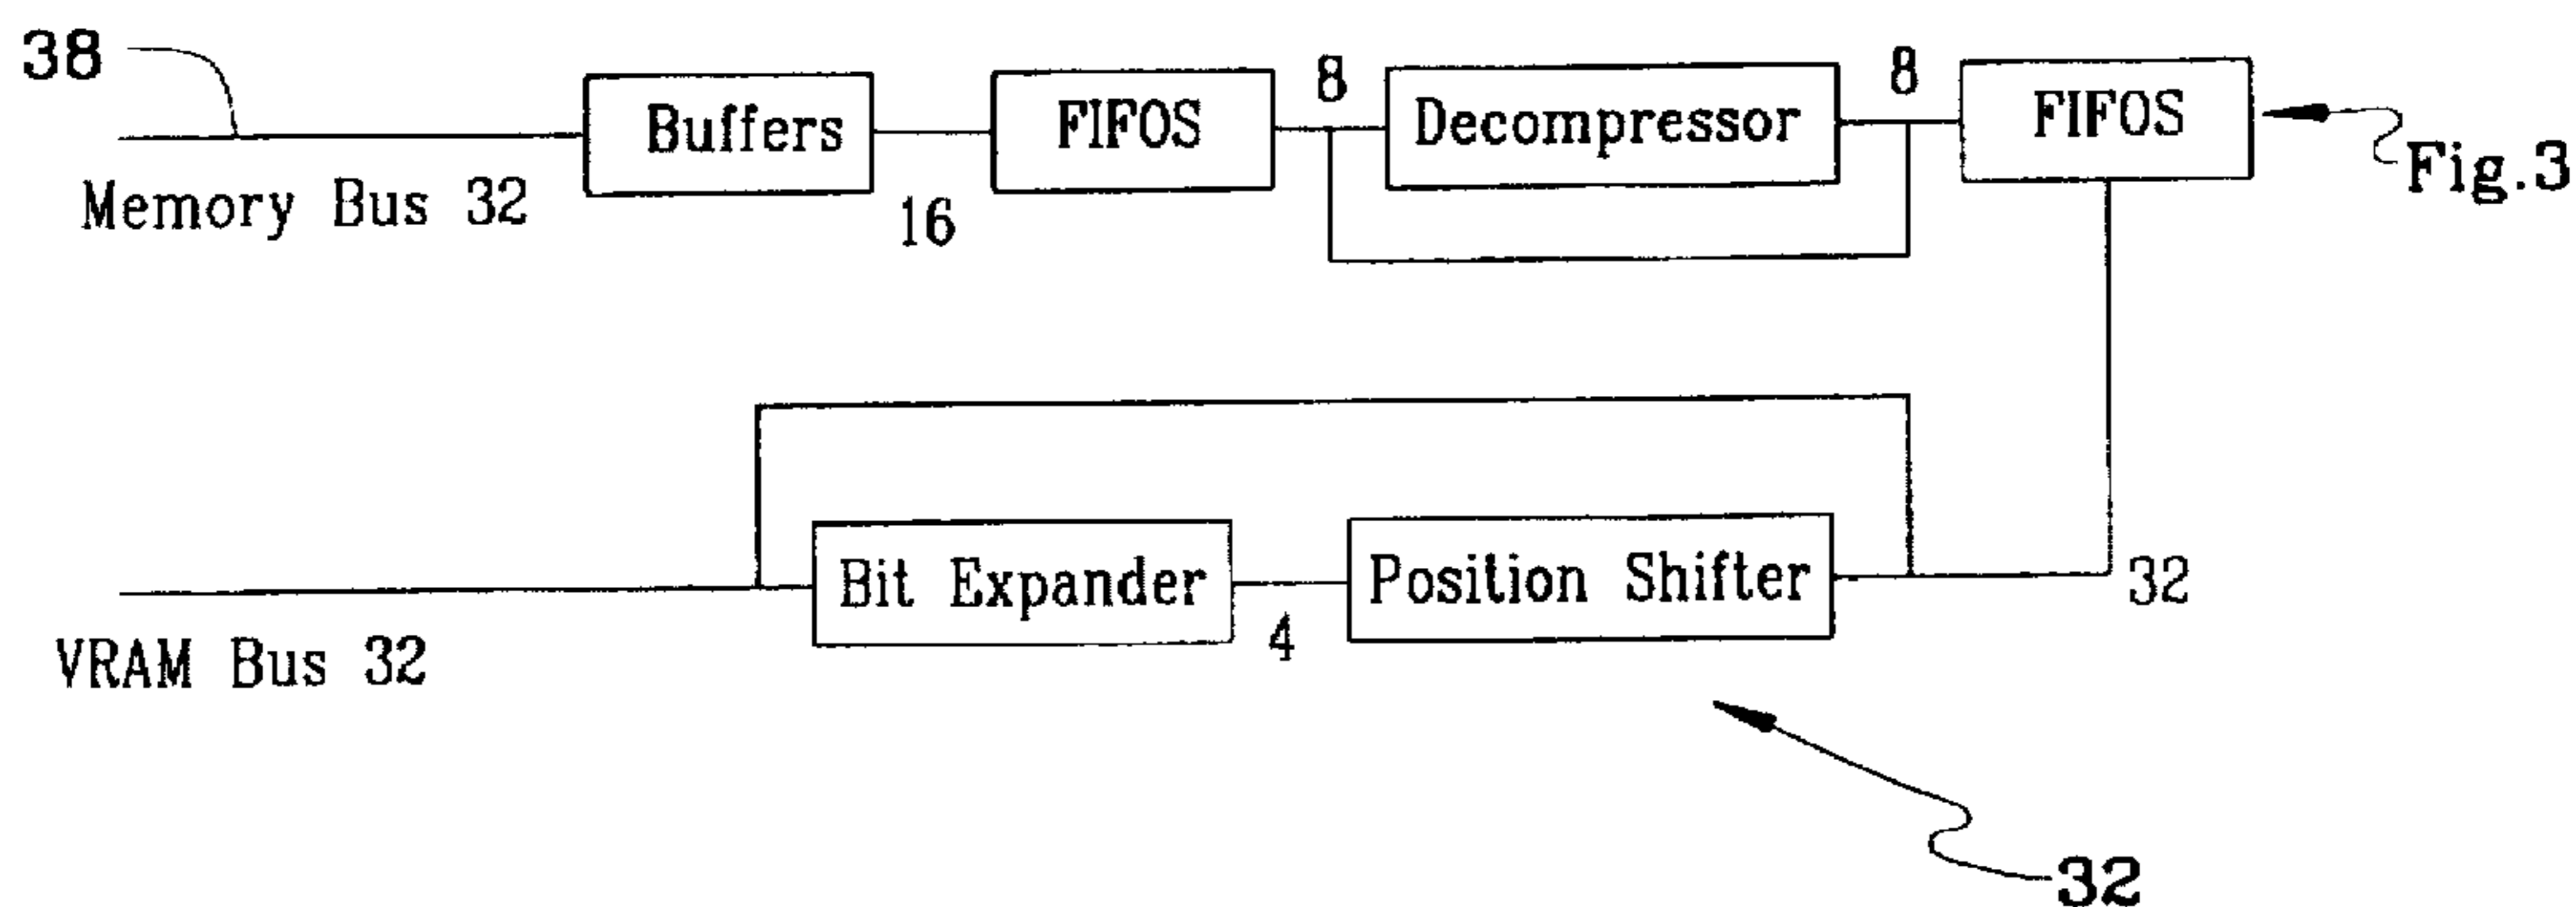 38
Memory Bus 32
Buffers
16
FIFOS
8
Decompressor
8
FIFOS
Fig.3
VRAM Bus 32
Bit Expander
4
Position Shifter
32
32